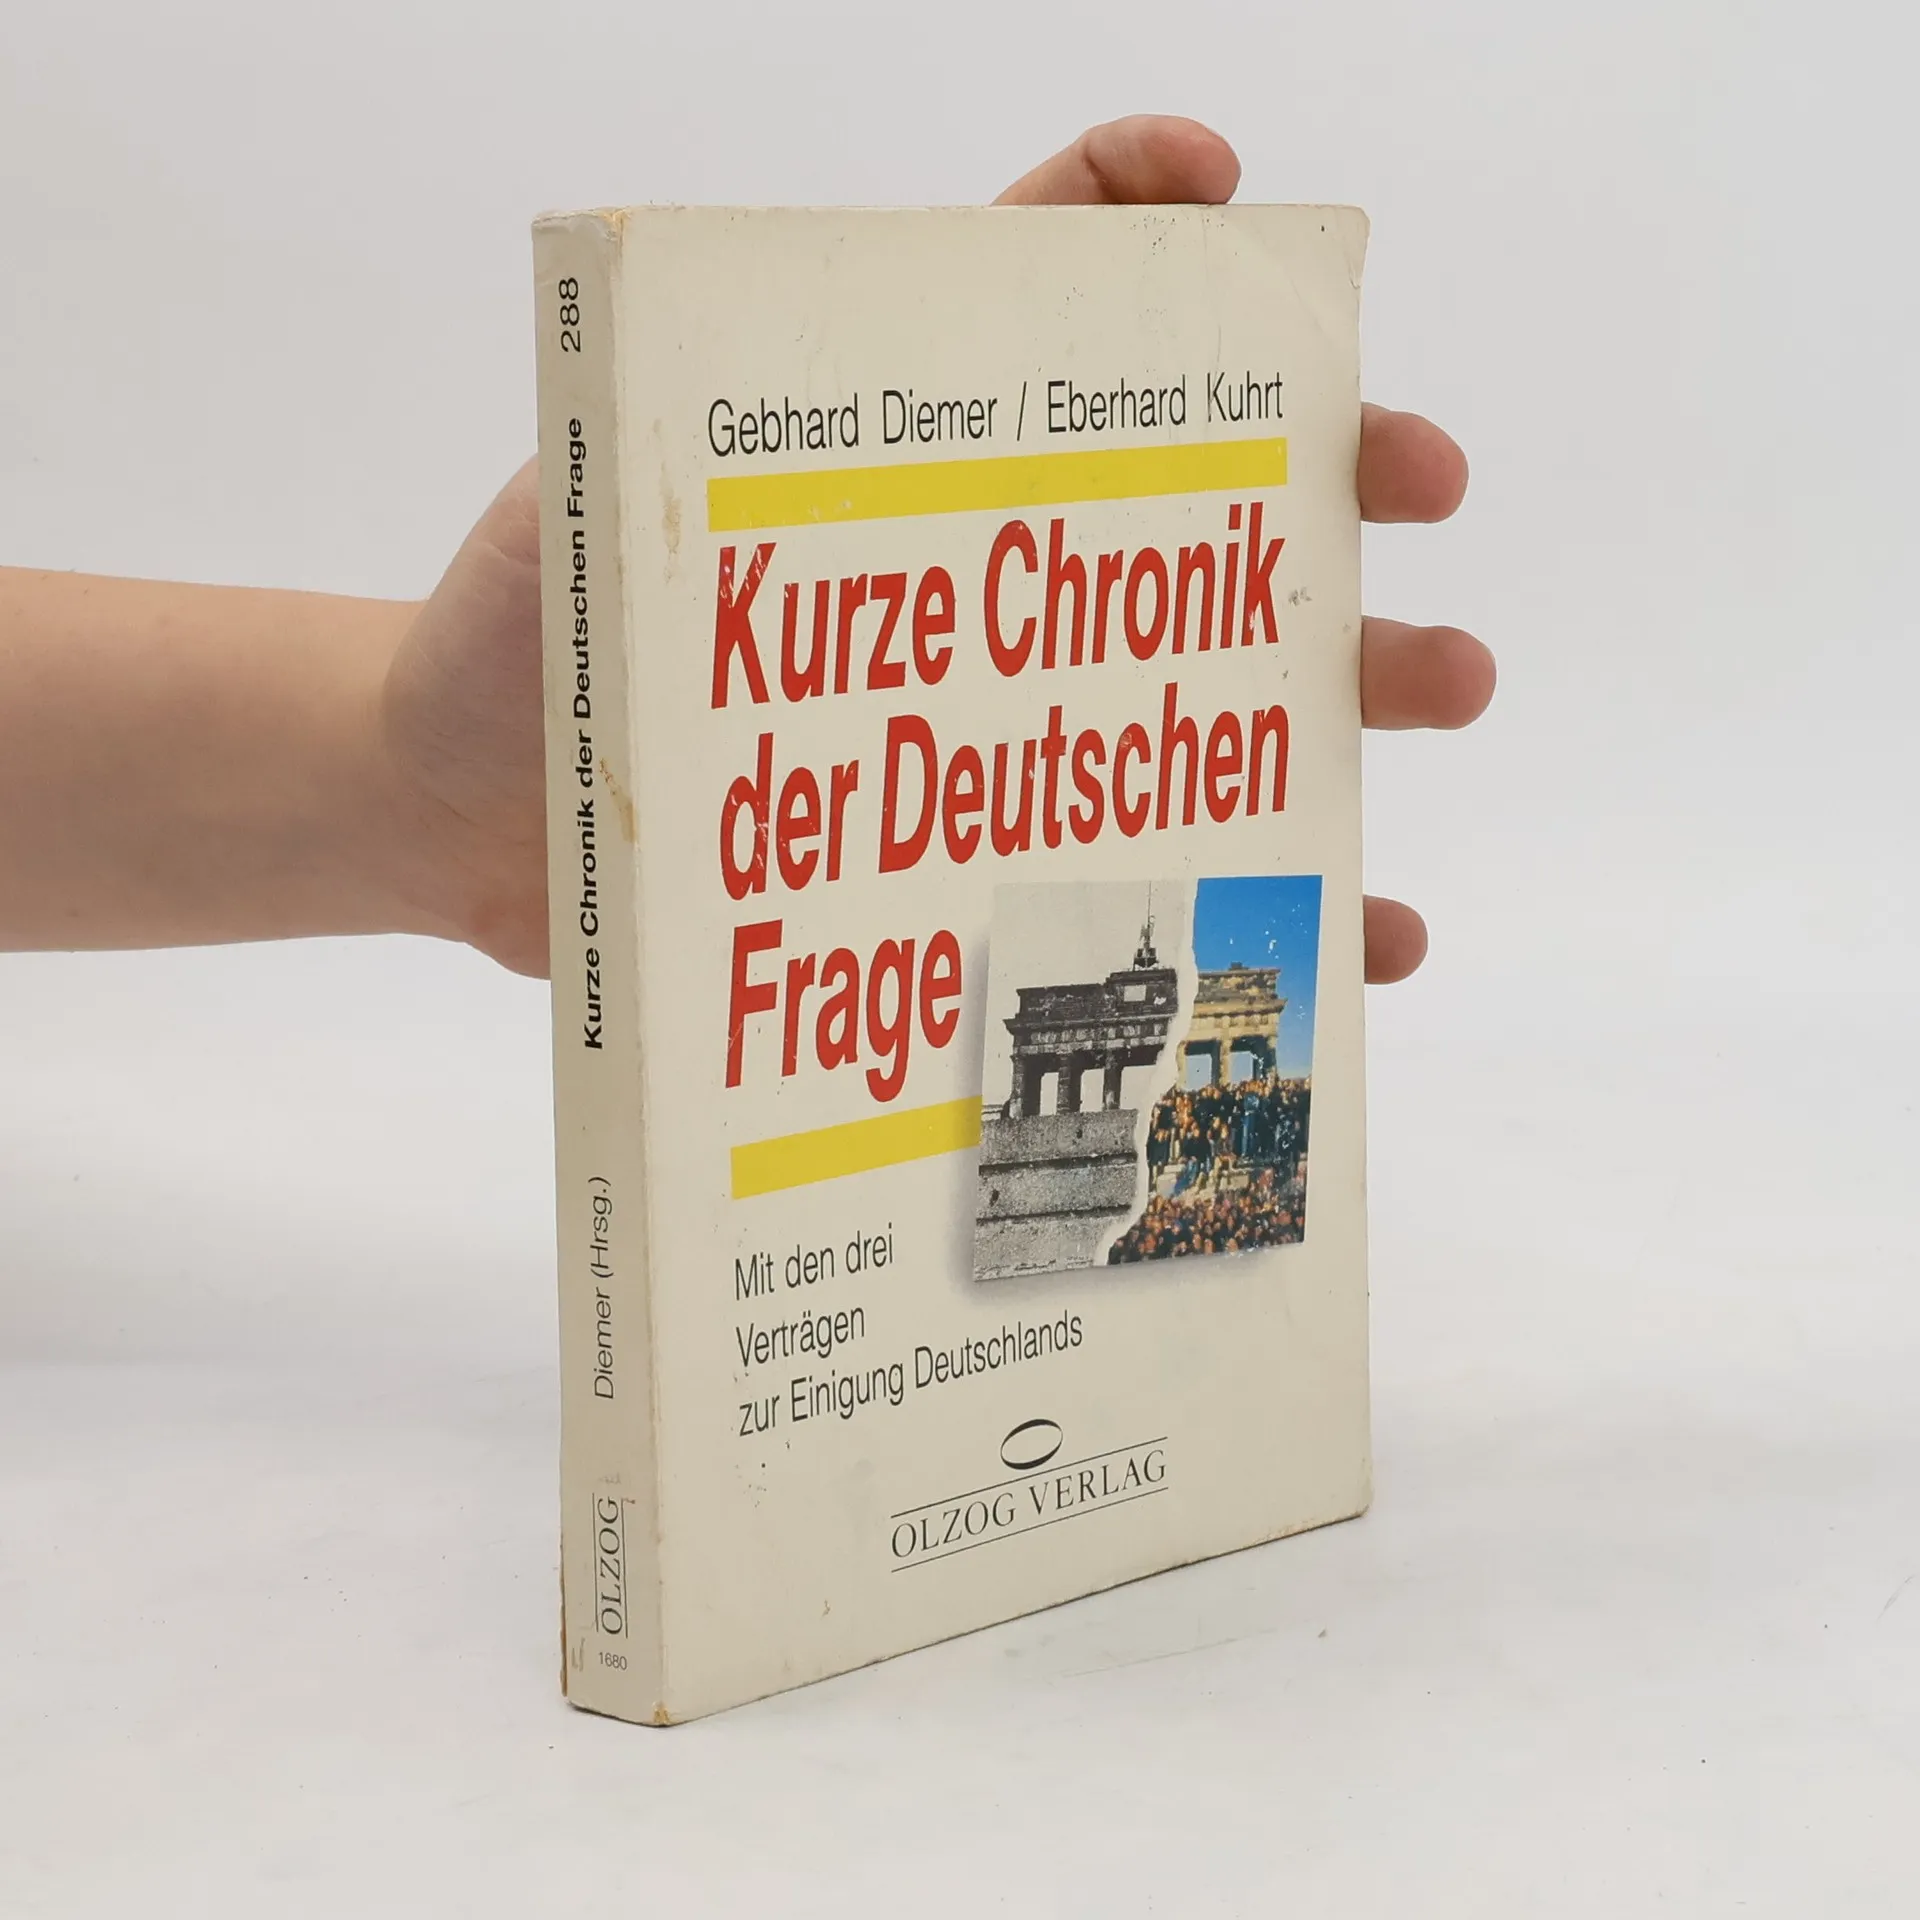 Kurze Chronik der Deutschen Frage 288
Diemer (Hrsg.)
OLZOG
1680
Gebhard Diemer / Eberhard Kuhrt
Kurze Chronik
der Deutschen
Frage
Mit den drei
Verträgen
zur Einigung Deutschlands
OLZOG VERLAG